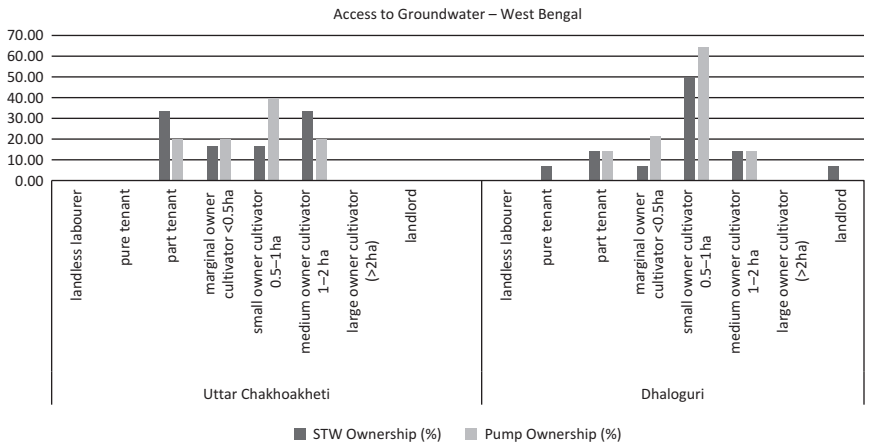 Access to Groundwater – West Bengal
70.00
60.00
50.00
40.00
30.00
20.00
10.00
0.00
landless labourer
pure tenant
part tenant
marginal owner
cultivator <0.5ha
small owner cultivator
0.5–1ha
medium owner cultivator
1–2 ha
large owner cultivator
(>2ha)
landlord
landless labourer
pure tenant
part tenant
marginal owner
cultivator <0.5ha
small owner cultivator
0.5–1ha
medium owner cultivator
1–2 ha
large owner cultivator
(>2ha)
landlord
Uttar Chakhoakheti
Dhaloguri
STW Ownership (%)
Pump Ownership (%)